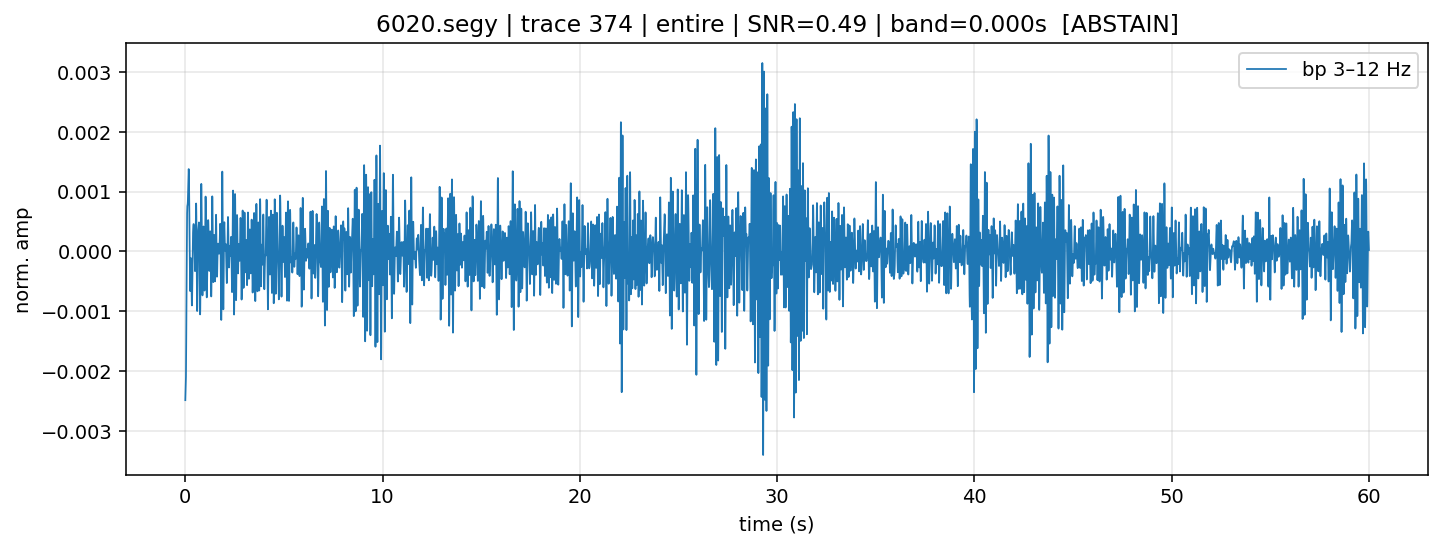 6020.segy | trace 374 | entire | SNR=0.49 | band=0.000s  [ABSTAIN]
bp 3–12 Hz
norm. amp
0.003
0.002
0.001
0.000
−0.001
−0.002
−0.003
0 10 20 30 40 50 60
time (s)